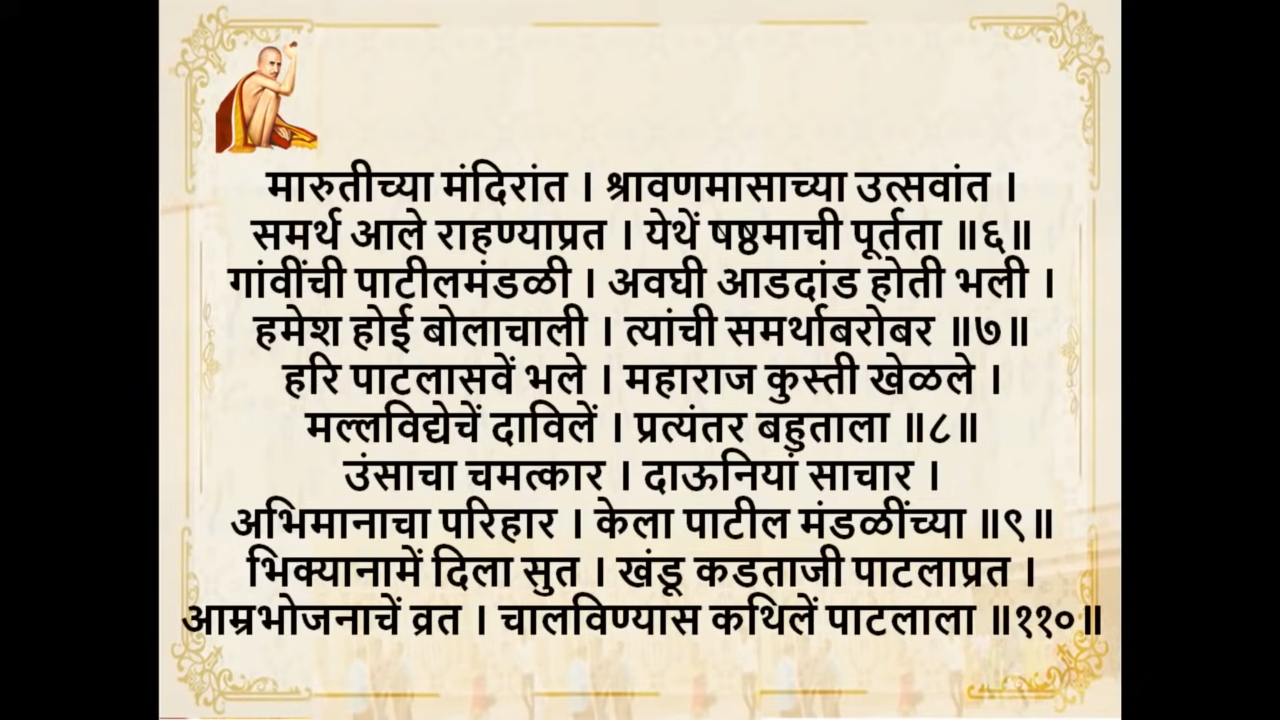 मारुतीच्या मंदिरांत । श्रावणमासाच्या उत्सवांत ।
समर्थ आले राहण्याप्रत । येथें षष्ठमाची पूर्तता ॥६॥
गांवींची पाटीलमंडळी । अवघी आडदांड होती भली ।
हमेश होई बोलाचाली । त्यांची समर्थाबरोबर ॥७॥
हरि पाटलासवें भले । महाराज कुस्ती खेळले ।
मल्लविद्येचें दाविलें । प्रत्यंतर बहुताला ॥८॥
उंसाचा चमत्कार । दाऊनियां साचार ।
अभिमानाचा परिहार । केला पाटील मंडळींच्या ॥९॥
भिक्यानामें दिला सुत । खंडू कडताजी पाटलाप्रत ।
आम्रभोजनाचें व्रत । चालविण्यास कथिलें पाटलाला ॥११०॥